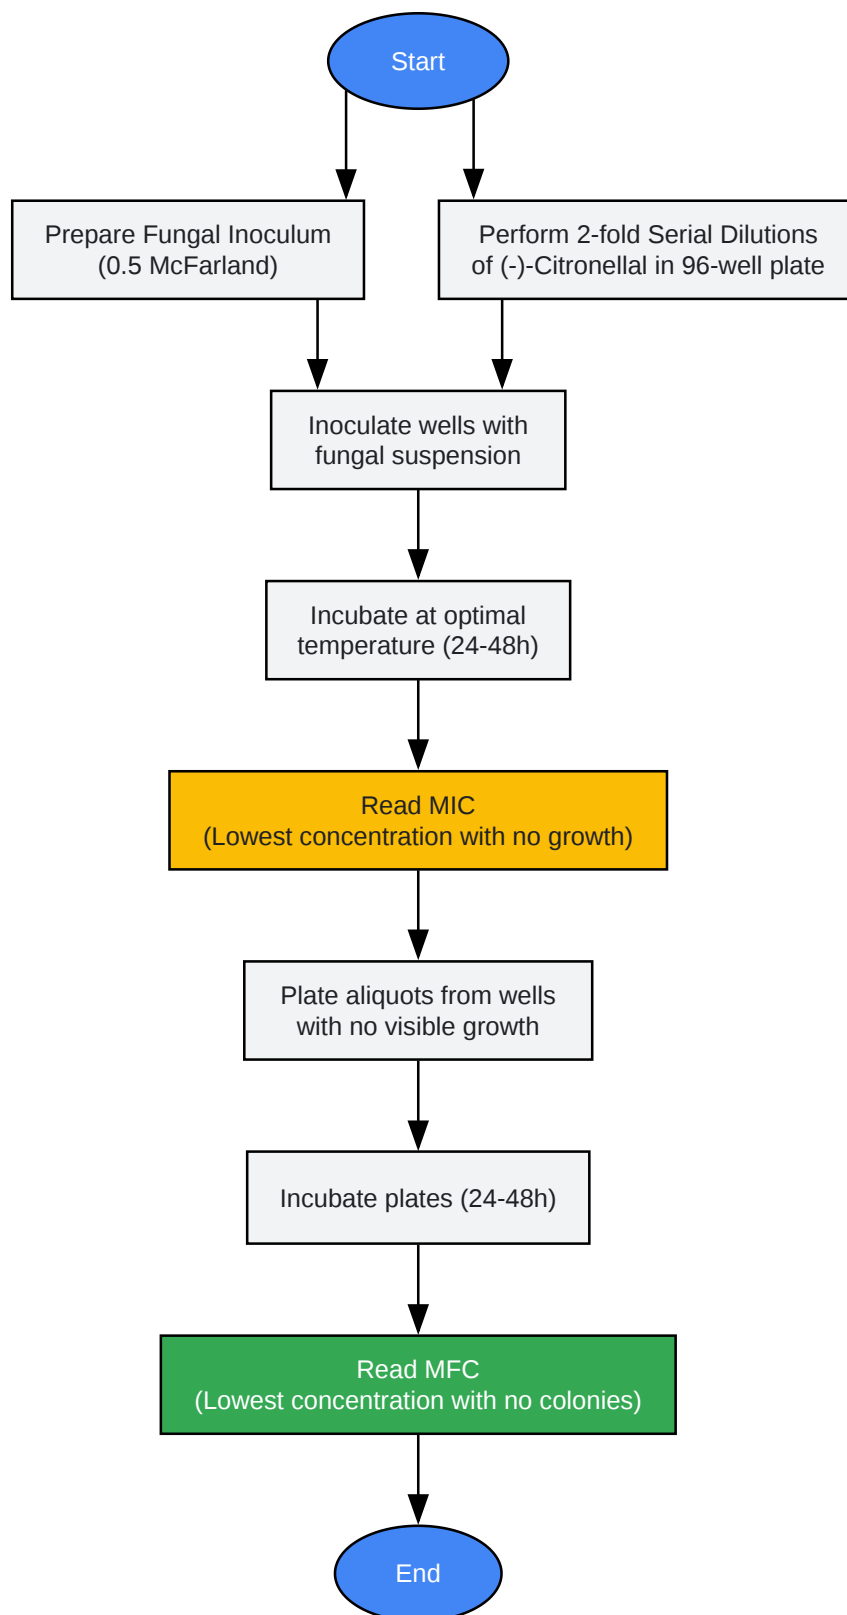 Start
Prepare Fungal Inoculum
(0.5 McFarland)
Perform 2-fold Serial Dilutions
of (-)-Citronellal in 96-well plate
Inoculate wells with
fungal suspension
Incubate at optimal
temperature (24-48h)
Read MIC
(Lowest concentration with no growth)
Plate aliquots from wells
with no visible growth
Incubate plates (24-48h)
Read MFC
(Lowest concentration with no colonies)
End